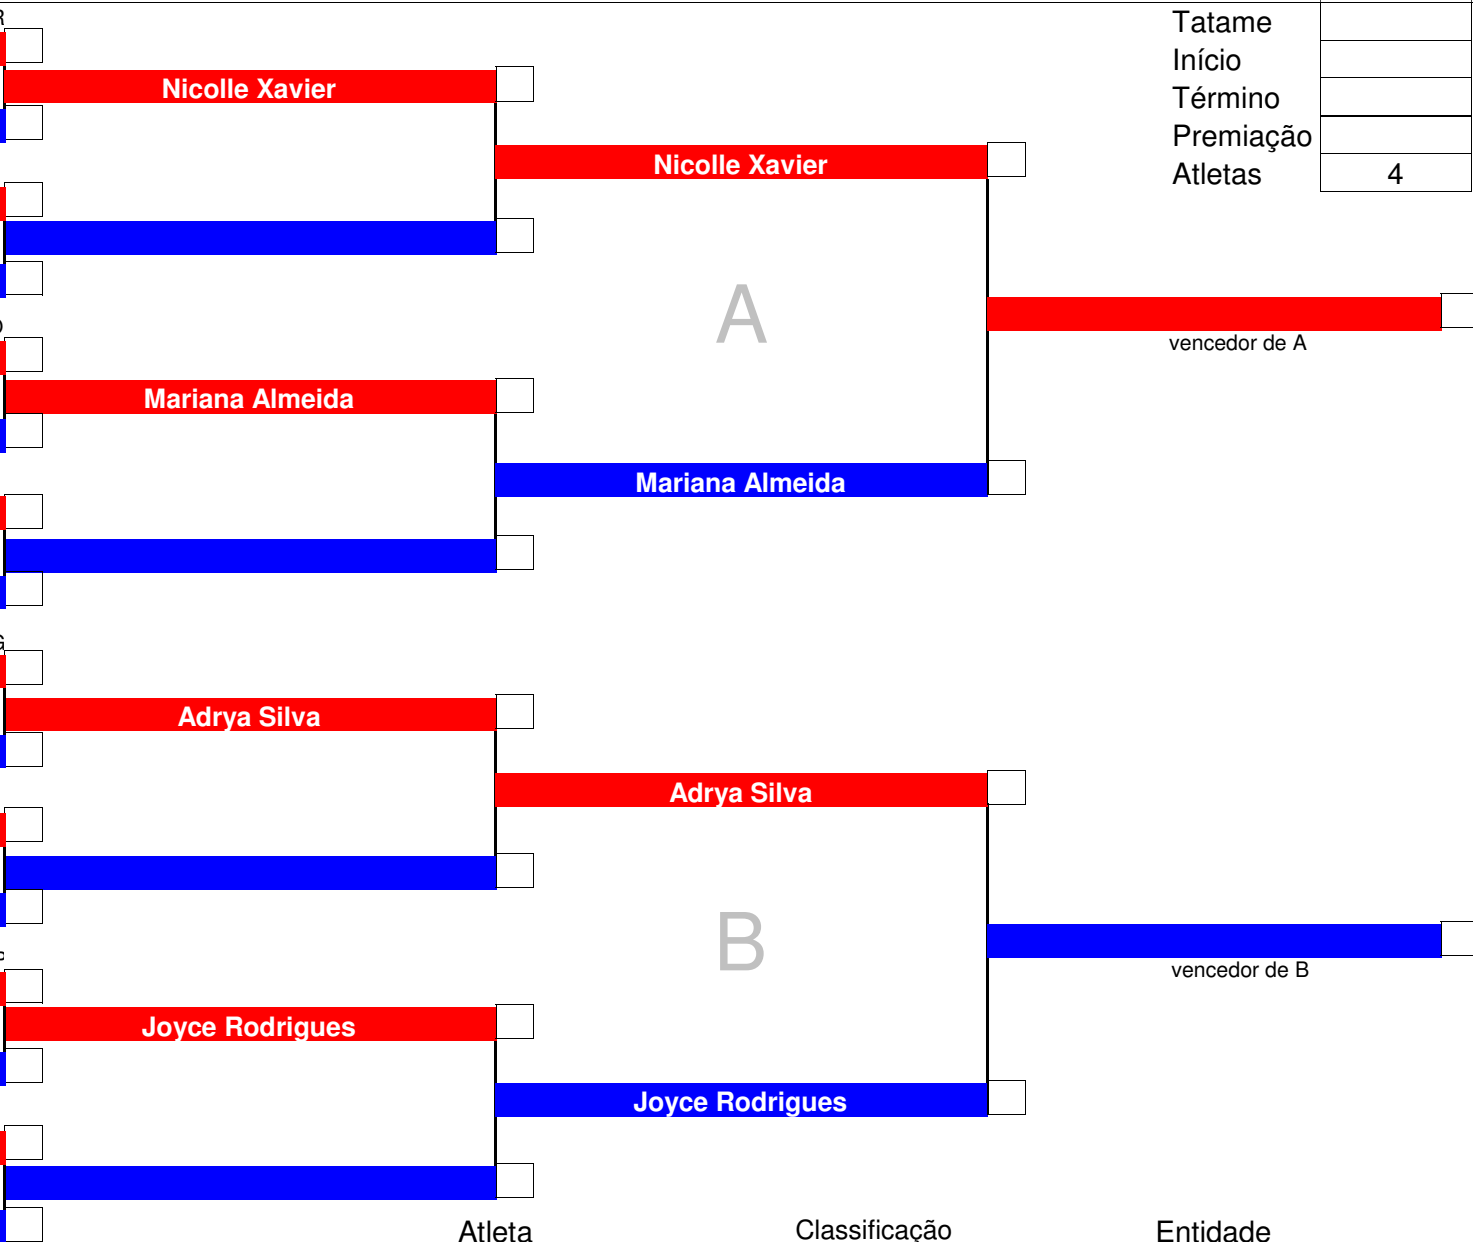 Tatame
Início
Término
Premiação
Atletas 4
Nicolle Xavier
Nicolle Xavier
A
vencedor de A
Mariana Almeida
Mariana Almeida
Adrya Silva
Adrya Silva
B
vencedor de B
Joyce Rodrigues
Joyce Rodrigues
Atleta Classificação Entidade